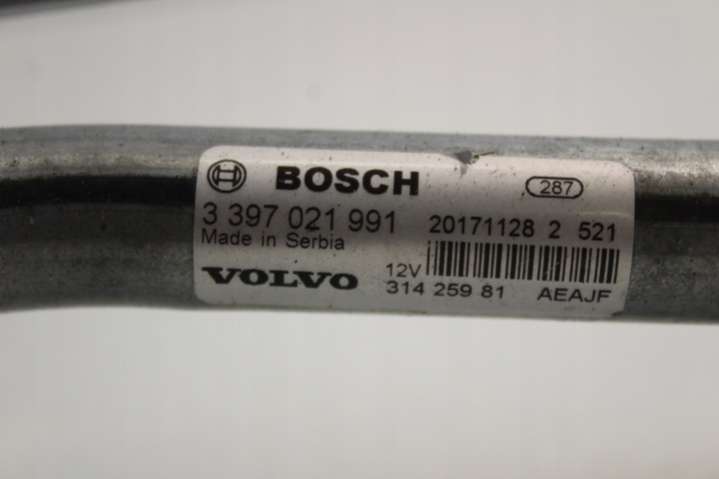 BOSCH 287
3 397 021 991 20171128 2 521
Made in Serbia
VOLVO 12V
314 259 81 AEAJF